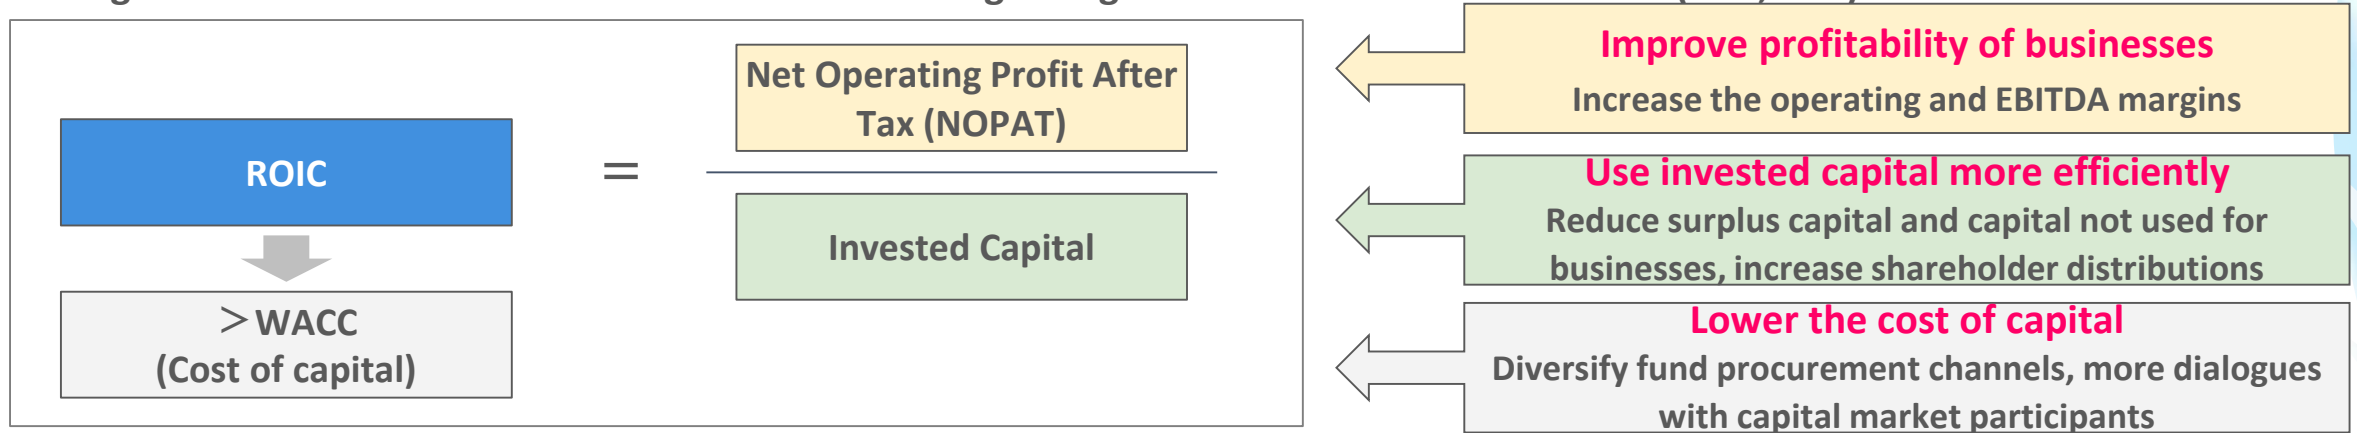 Net Operating Profit After
Tax (NOPAT)
ROIC
=
Invested Capital
>WACC
(Cost of capital)
Improve profitability of businesses
Increase the operating and EBITDA margins
Use invested capital more efficiently
Reduce surplus capital and capital not used for
businesses, increase shareholder distributions
Lower the cost of capital
Diversify fund procurement channels, more dialogues
with capital market participants